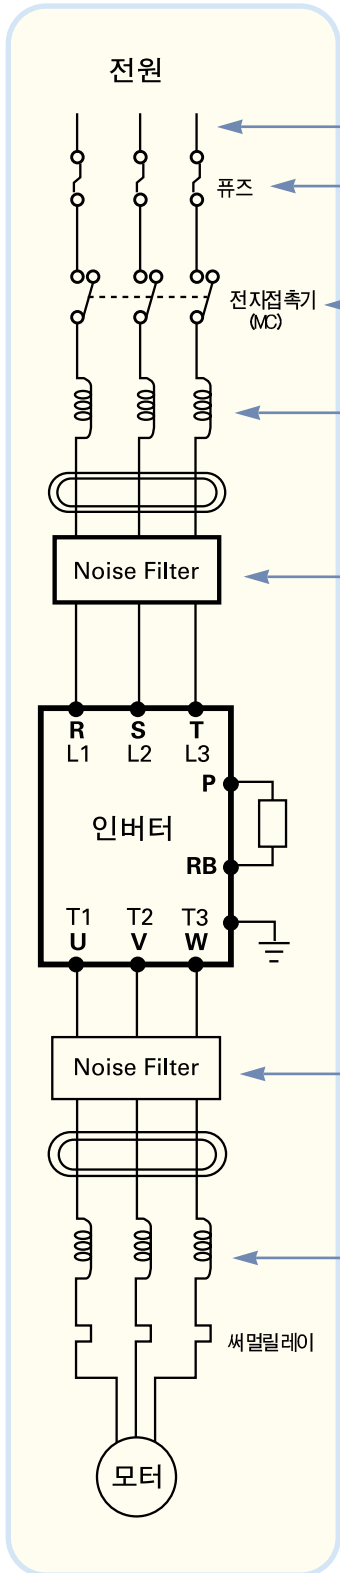 전원
퓨즈
전자접촉기
(MC)
Noise Filter
R S T
L1 L2 L3
P
인버터
RB
T1 T2 T3
U V W
Noise Filter
써멀릴레이
모터